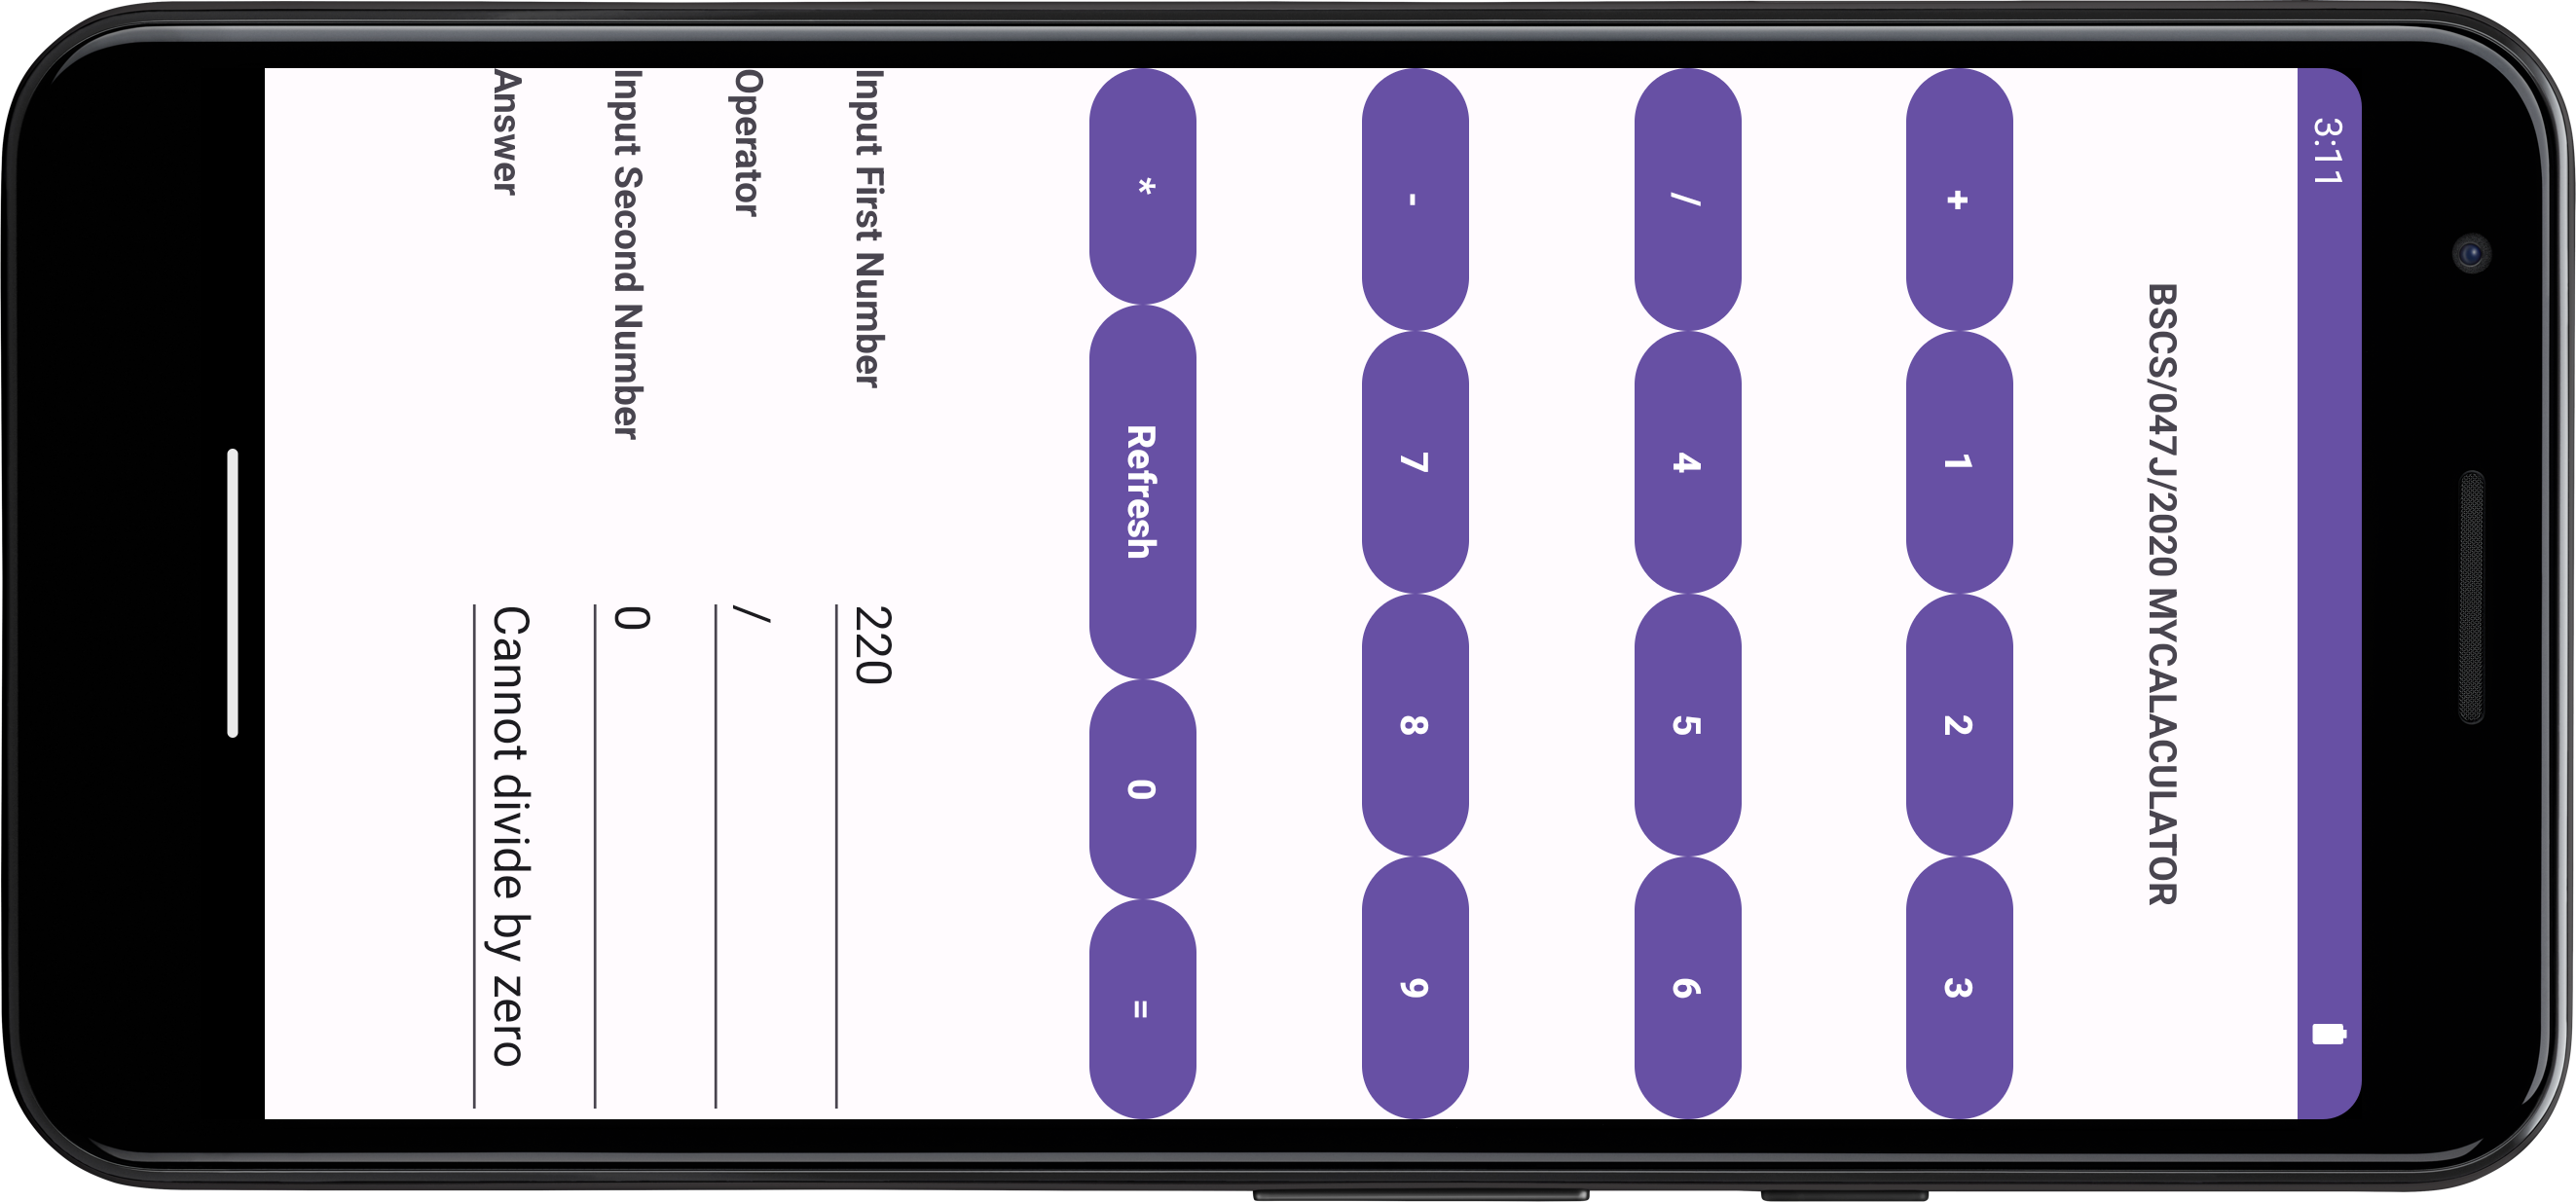 3:11
BSCS/047J/2020 MYCALACULATOR
+ 1 2 3
/ 4 5 6
- 7 8 9
* Refresh 0 =
Input First Number 220
Operator /
Input Second Number 0
Answer Cannot divide by zero